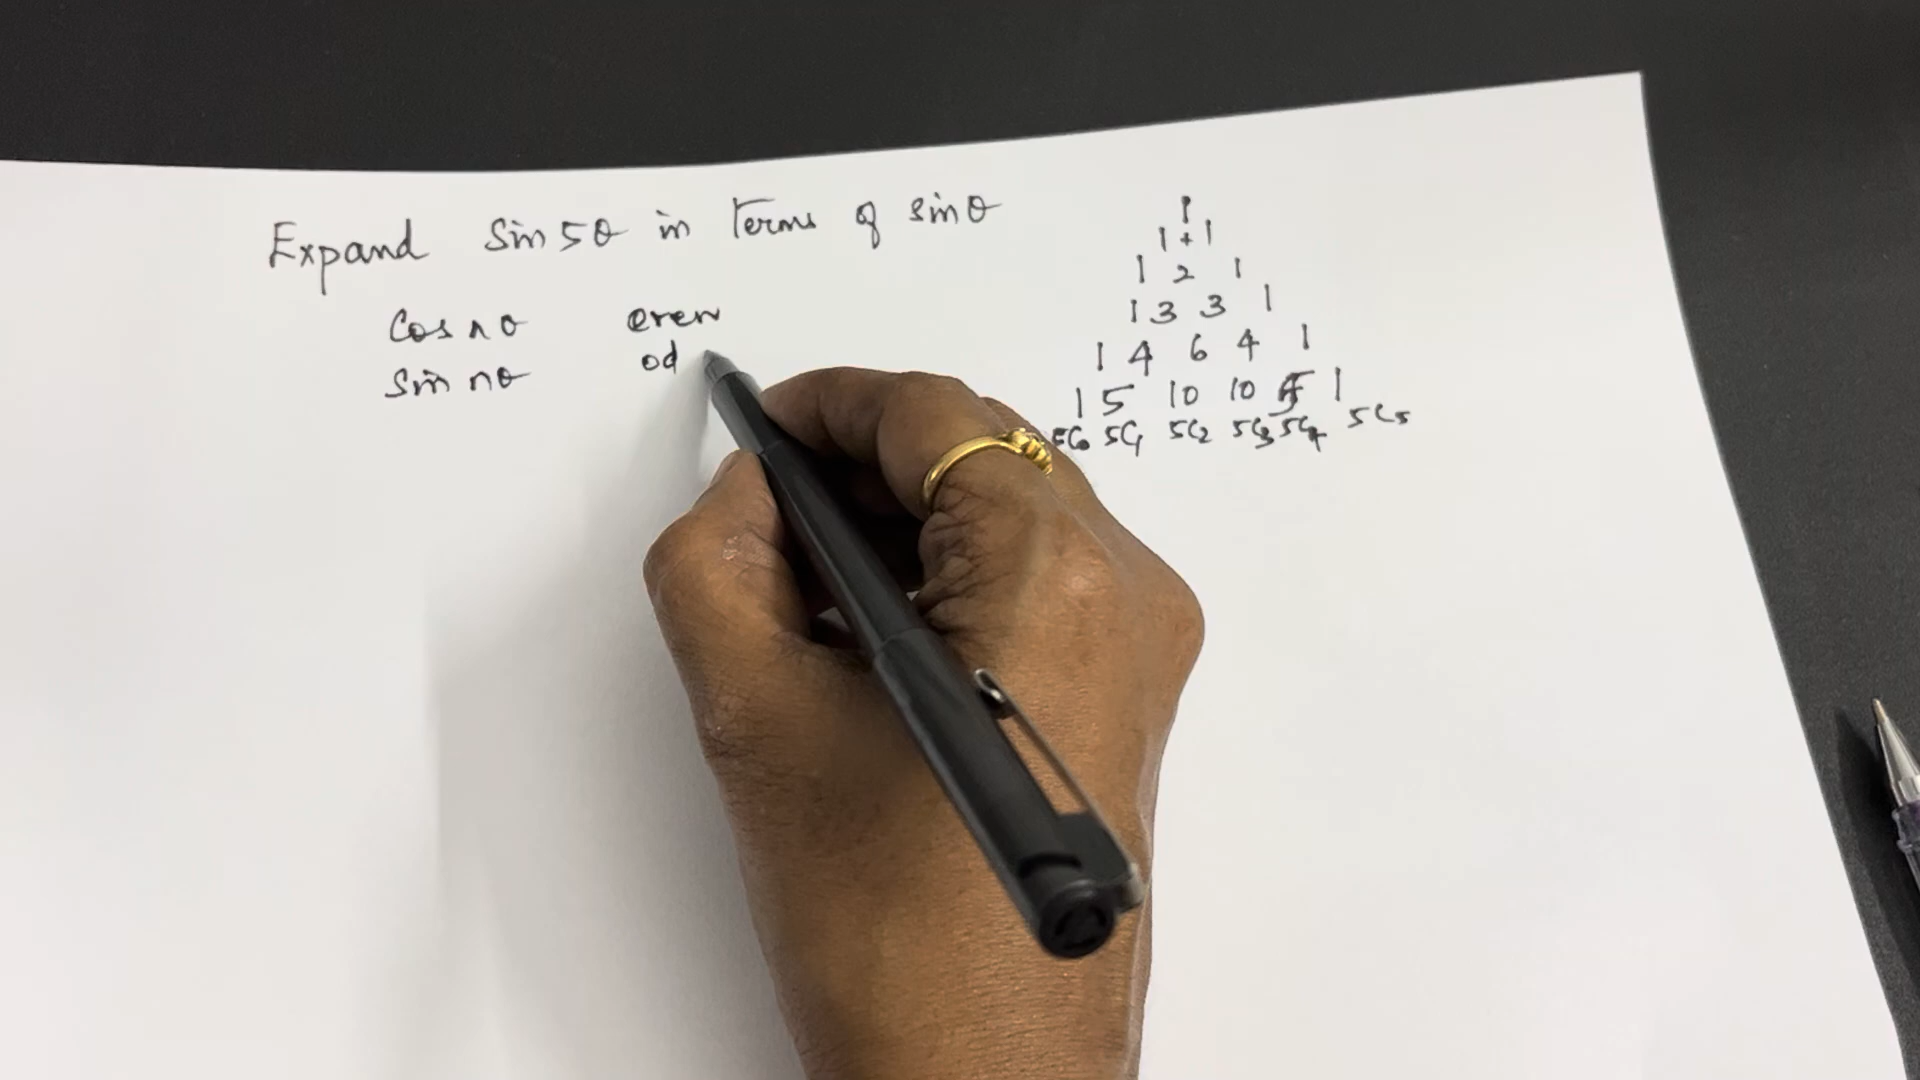 Expand sin 5θ in terms of sinθ
cos nθ even
sin nθ od
1
1 + 1
1 2 1
1 3 3 1
1 4 6 4 1
1 5 10 10 5 1
5C0 5C1 5C2 5C3 5C4 5C5